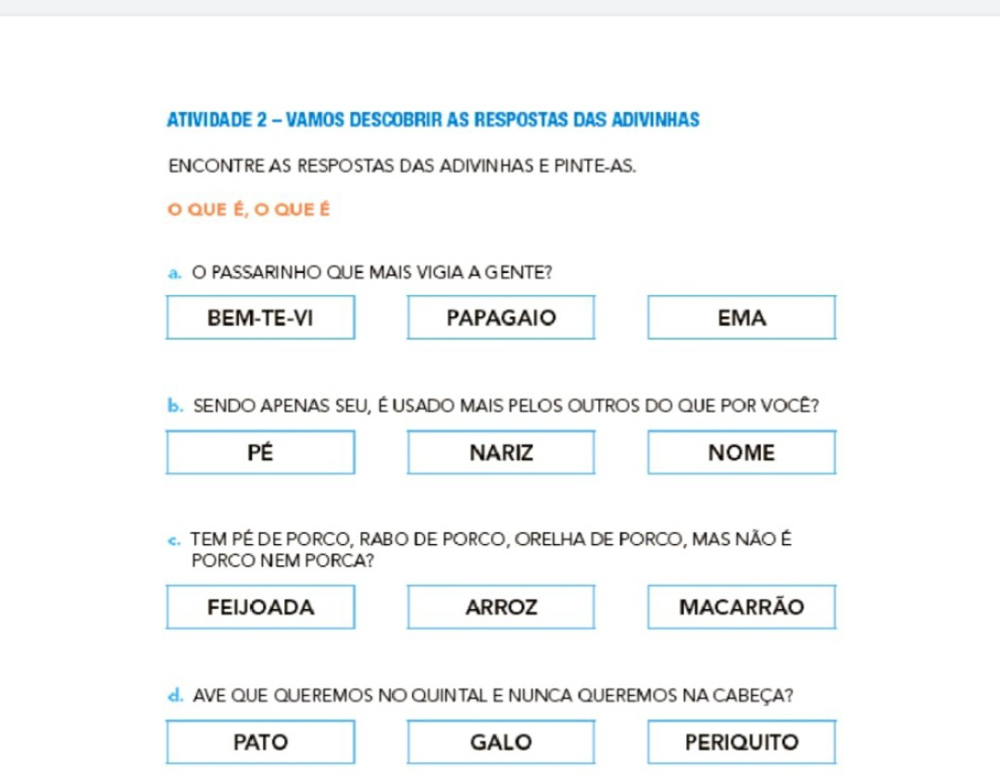 ATIVIDADE 2 – VAMOS DESCOBRIR AS RESPOSTAS DAS ADIVINHAS
ENCONTRE AS RESPOSTAS DAS ADIVINHAS E PINTE-AS.
O QUE É, O QUE É
a. O PASSARINHO QUE MAIS VIGIA A GENTE?
BEM-TE-VI PAPAGAIO EMA
b. SENDO APENAS SEU, É USADO MAIS PELOS OUTROS DO QUE POR VOCÊ?
PÉ NARIZ NOME
c. TEM PÉ DE PORCO, RABO DE PORCO, ORELHA DE PORCO, MAS NÃO É
PORCO NEM PORCA?
FEIJOADA ARROZ MACARRÃO
d. AVE QUE QUEREMOS NO QUINTAL E NUNCA QUEREMOS NA CABEÇA?
PATO GALO PERIQUITO